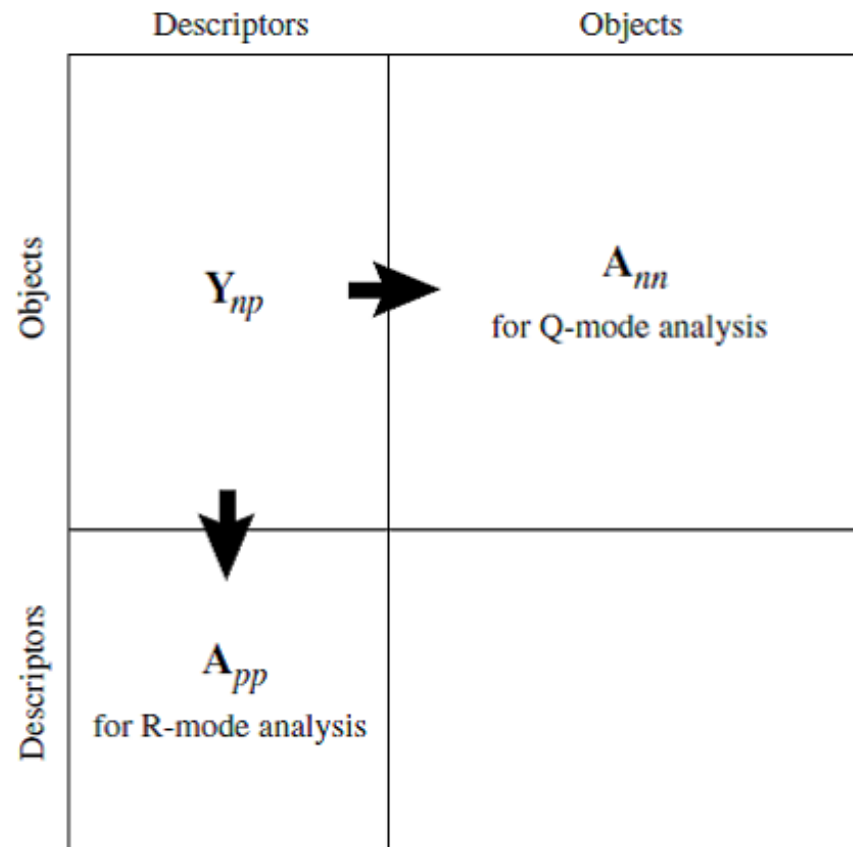 Descriptors
Objects
Objects
Y_np
A_nn
for Q-mode analysis
Descriptors
A_pp
for R-mode analysis